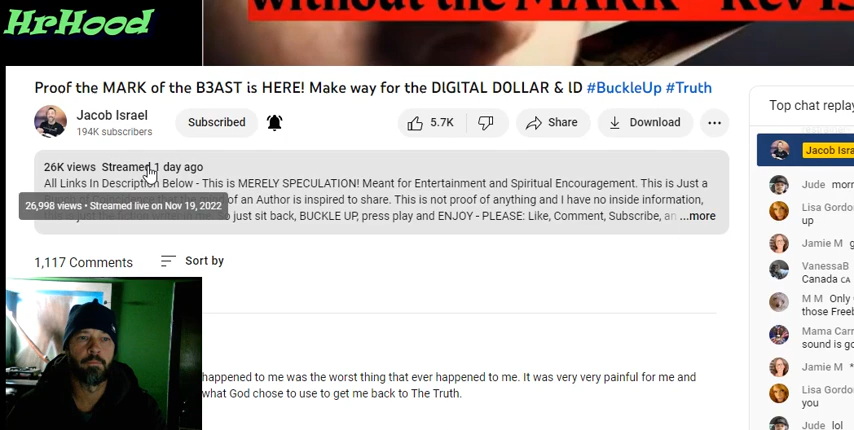 without the MARK - Rev 13
HrHood
Proof the MARK of the B3AST is HERE! Make way for the DIGITAL DOLLAR & ID #BuckleUp #Truth
Jacob Israel
194K subscribers
Subscribed
5.7K
Share
Download
...
26K views Streamed 1 day ago
All Links In Description Below - This is MERELY SPECULATION! Meant for Entertainment and Spiritual Encouragement. This is Just a
of an Author is inspired to share. This is not proof of anything and I have no inside information,
26,998 views • Streamed live on Nov 19, 2022
so just sit back, BUCKLE UP, press play and ENJOY - PLEASE: Like, Comment, Subscribe, an ...more
1,117 Comments
Sort by
happened to me was the worst thing that ever happened to me. It was very very painful for me and
what God chose to use to get me back to The Truth.
Top chat replay
Jacob Isra
Jude morn
Lisa Gordo
up
Jamie M g
VanessaB
Canada CA
M M Only
those Freeb
Mama Carr
sound is go
Jamie M *
Lisa Gordo
you
Jude lol